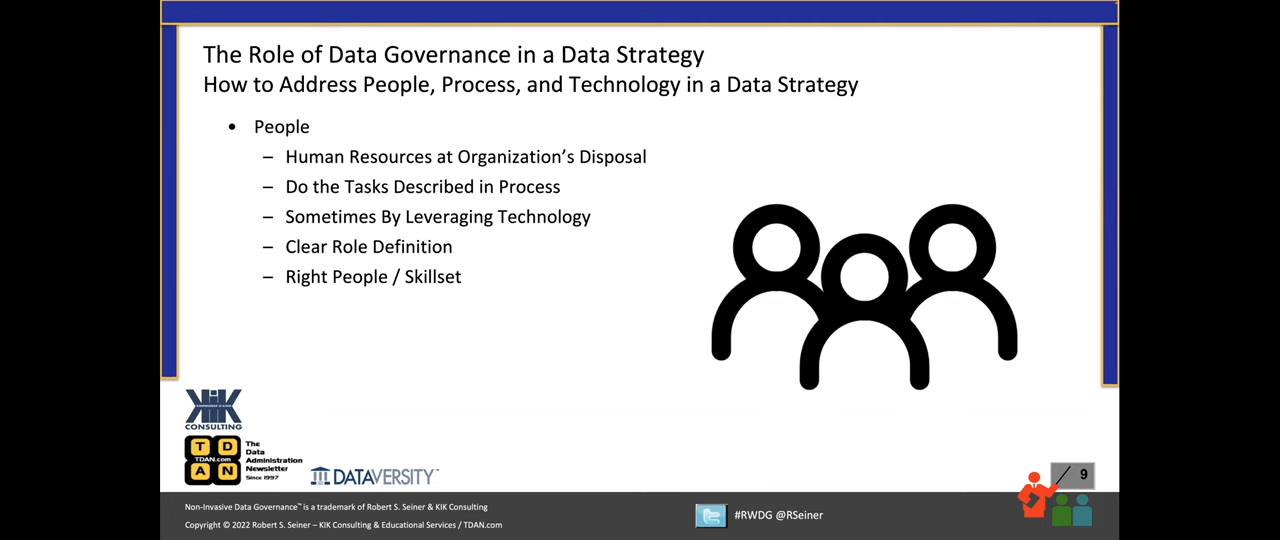 The Role of Data Governance in a Data Strategy
How to Address People, Process, and Technology in a Data Strategy
• People
– Human Resources at Organization’s Disposal
– Do the Tasks Described in Process
– Sometimes By Leveraging Technology
– Clear Role Definition
– Right People / Skillset
KIK
CONSULTING
T D
TDAN.com
A N
The
Data
Administration
Newsletter
Since 1997
DATAVERSITY™
9
Non-Invasive Data Governance™ is a trademark of Robert S. Seiner & KIK Consulting
Copyright © 2022 Robert S. Seiner – KIK Consulting & Educational Services / TDAN.com
#RWDG @RSeiner